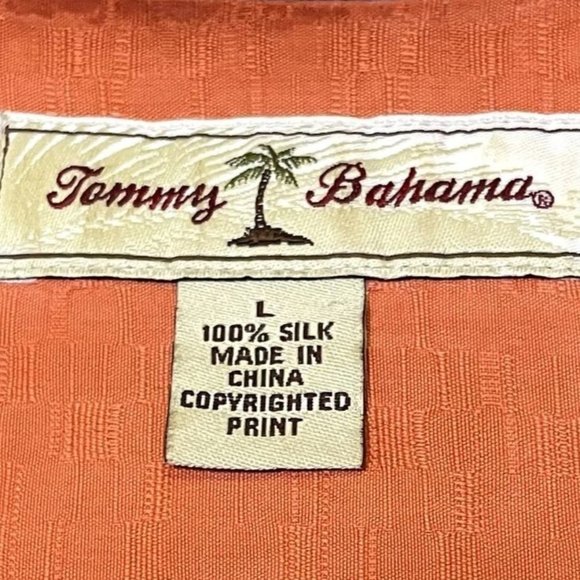 Tommy Bahama®
L
100% SILK
MADE IN
CHINA
COPYRIGHTED
PRINT